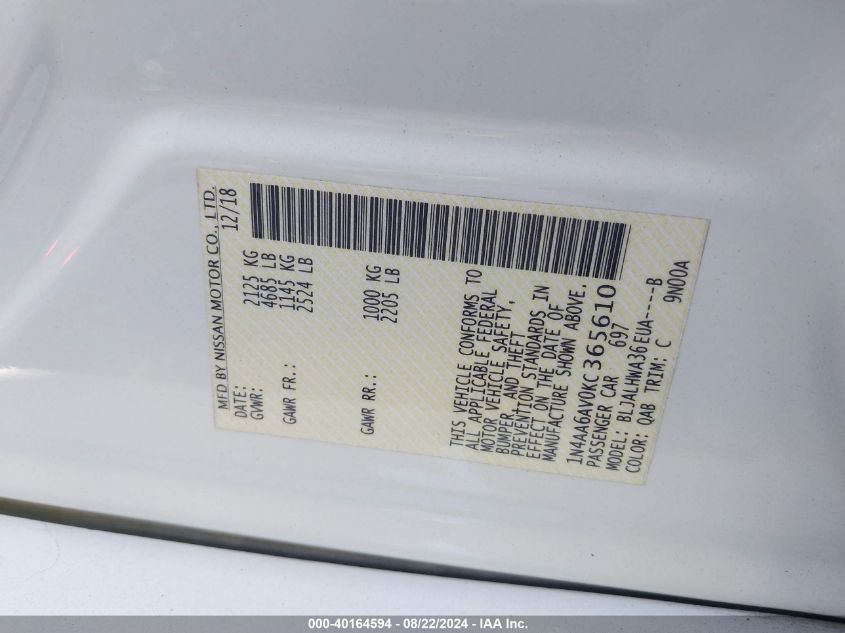 MFD BY NISSAN MOTOR CO., LTD.
DATE: 12/18
GVWR: 2125 KG
4685 LB
GAWR FR.: 1145 KG
2524 LB
GAWR RR.: 1000 KG
2205 LB
THIS VEHICLE CONFORMS TO
ALL APPLICABLE FEDERAL
MOTOR VEHICLE SAFETY,
BUMPER, AND THEFT
PREVENTION STANDARDS IN
EFFECT ON THE DATE OF
MANUFACTURE SHOWN ABOVE.
1N4AA6AV0KC365610
PASSENGER CAR 697
MODEL: BLJALHWA36EUA----B
COLOR: QAB TRIM: C 9N00A
000-40164594 - 08/22/2024 - IAA Inc.